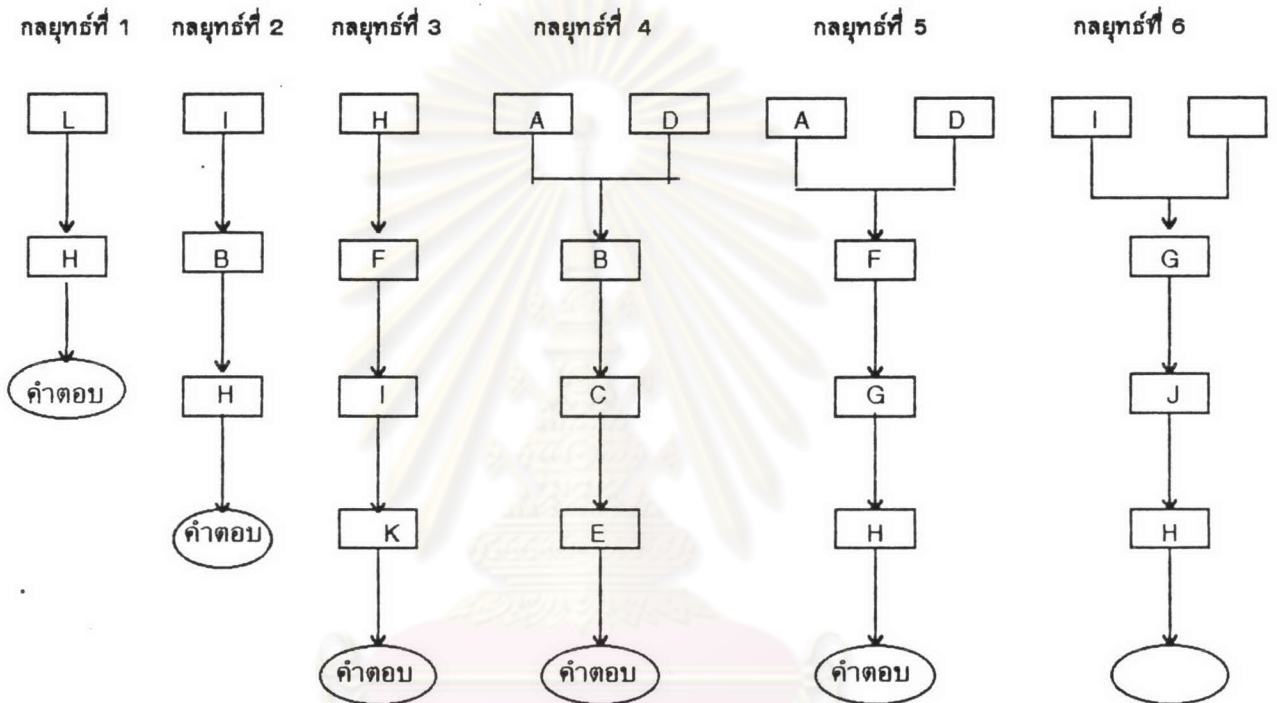 กลยุทธ์ที่ 1 กลยุทธ์ที่ 2 กลยุทธ์ที่ 3 กลยุทธ์ที่ 4 กลยุทธ์ที่ 5 กลยุทธ์ที่ 6
L I H A D A D I
H B F B F G
คำตอบ H I C G J
คำตอบ K E H H
คำตอบ คำตอบ คำตอบ